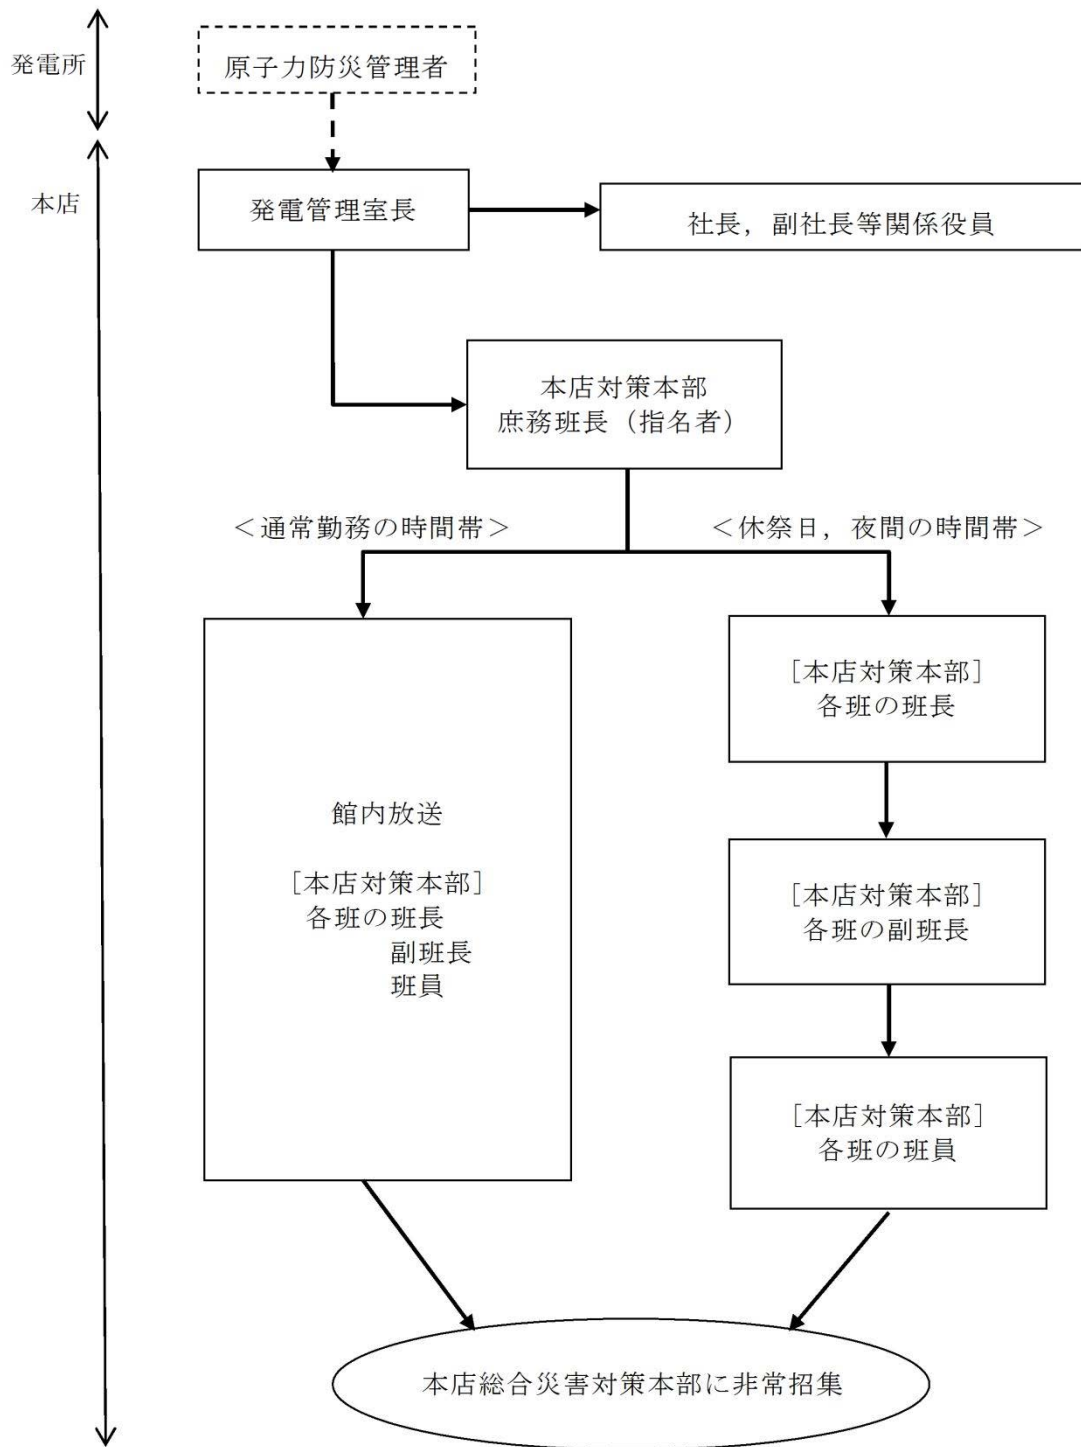 発電所
原子力防災管理者
本店
発電管理室長
社長，副社長等関係役員
本店対策本部
庶務班長（指名者）
＜通常勤務の時間帯＞
＜休祭日，夜間の時間帯＞
館内放送
［本店対策本部］
各班の班長
副班長
班員
［本店対策本部］
各班の班長
［本店対策本部］
各班の副班長
［本店対策本部］
各班の班員
本店総合災害対策本部に非常招集